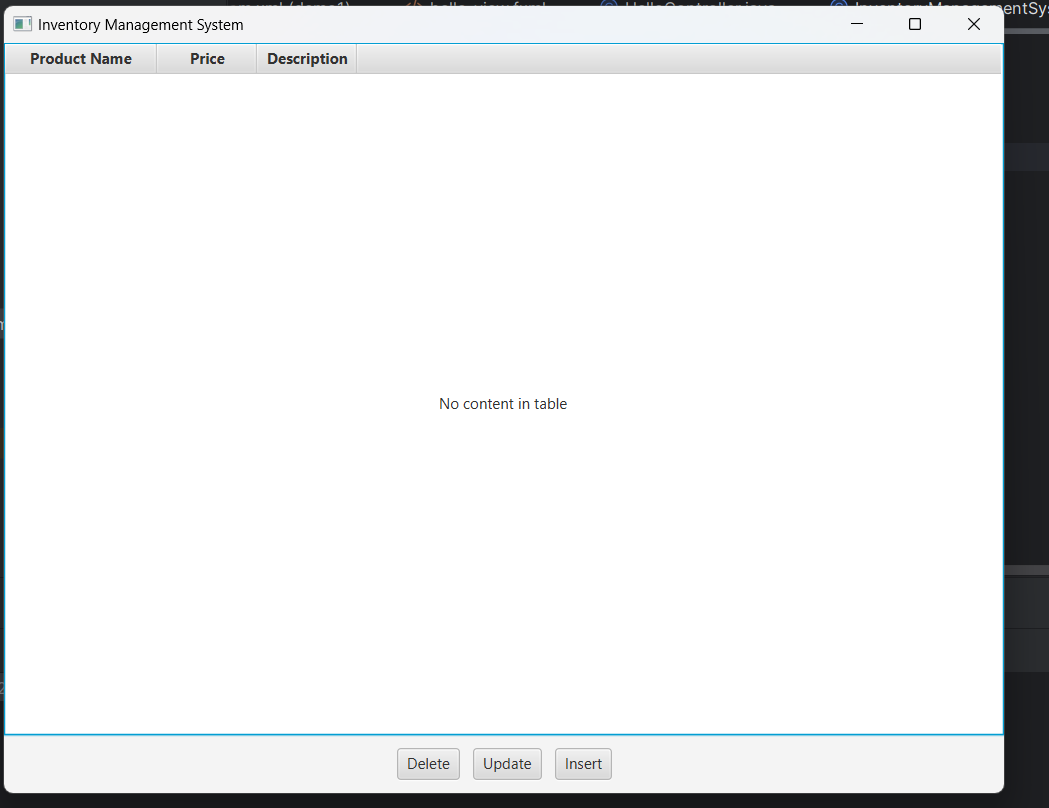 Inventory Management System
Product Name Price Description
No content in table
Delete Update Insert